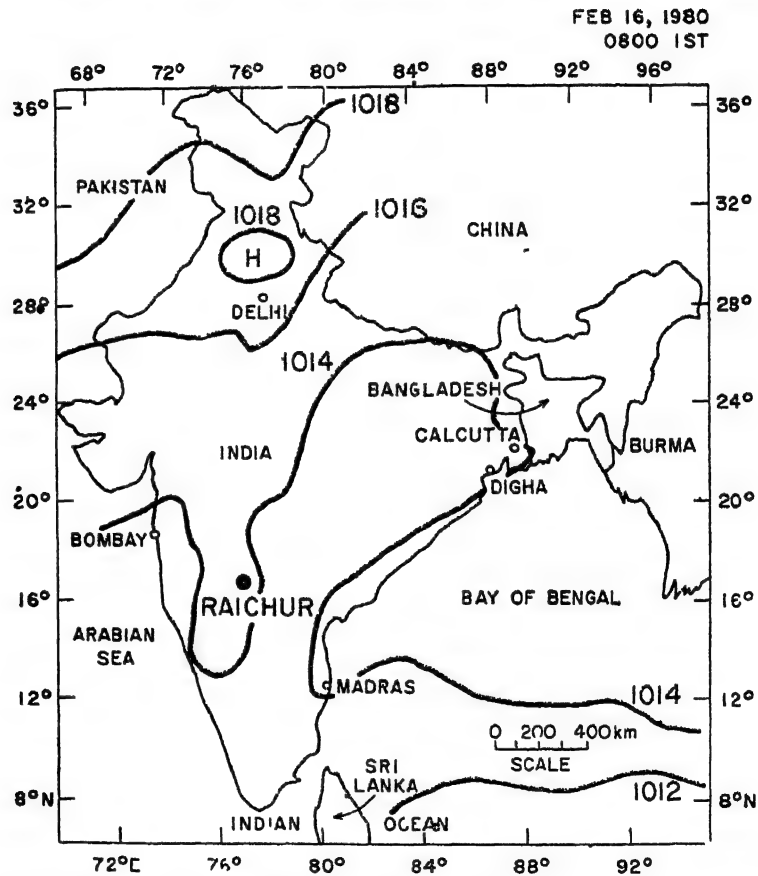 FEB 16, 1980
0800 IST
68° 72° 76° 80° 84° 88° 92° 96°
36° 36°
1018
PAKISTAN
32° 32°
1018 1016
CHINA
H
28° DELHI 28°
1014
BANGLADESH
24° 24°
CALCUTTA
INDIA BURMA
DIGHA
20° 20°
BOMBAY
RAICHUR
16° BAY OF BENGAL 16°
ARABIAN
SEA
MADRAS 1014
12° 12°
0 200 400km
SCALE
SRI
LANKA
1012
8° 8°N
INDIAN OCEAN
72°E 76° 80° 84° 88° 92°